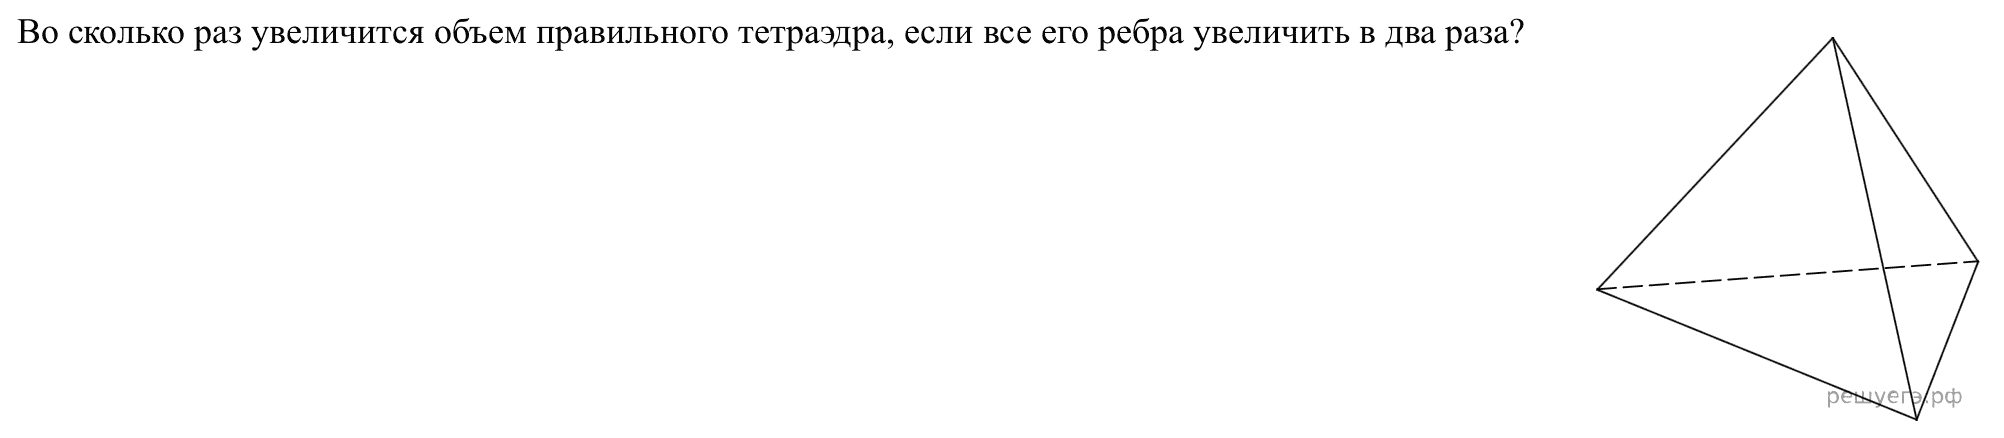 Во сколько раз увеличится объем правильного тетраэдра, если все его ребра увеличить в два раза?
решуегэ.рф